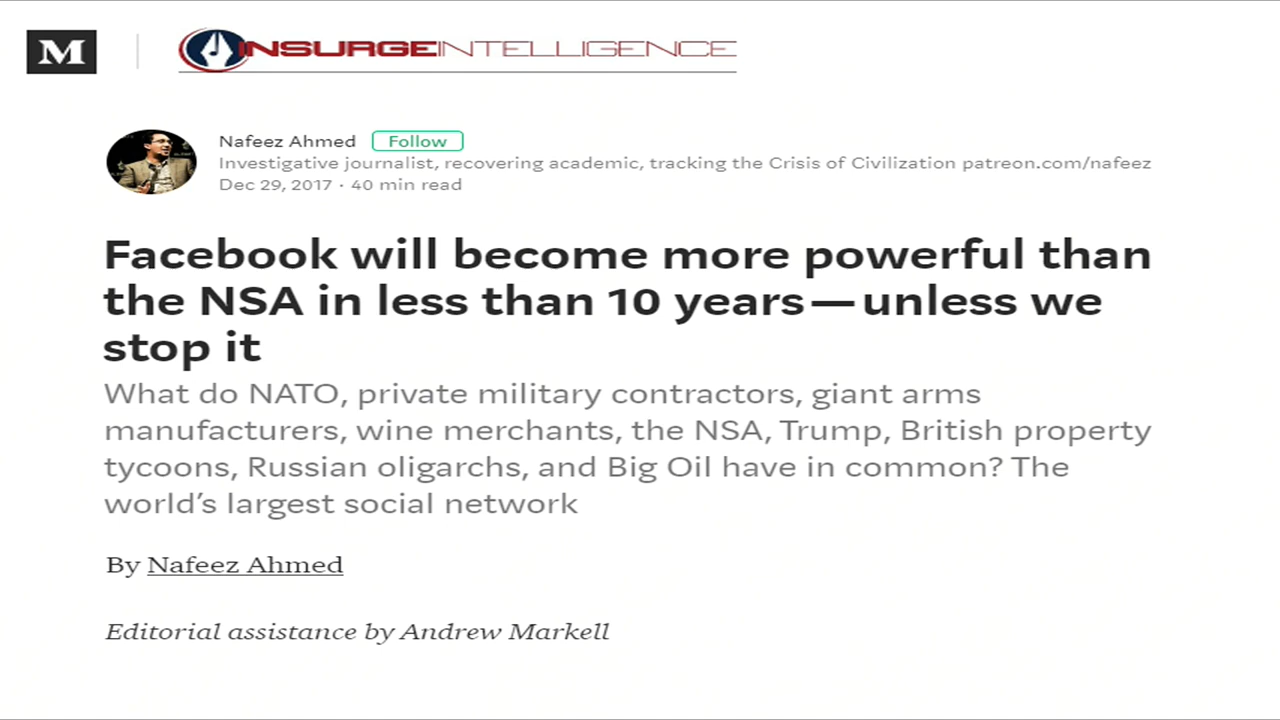 M
INSURGEINTELLIGENCE
Nafeez Ahmed Follow
Investigative journalist, recovering academic, tracking the Crisis of Civilization patreon.com/nafeez
Dec 29, 2017 · 40 min read
Facebook will become more powerful than
the NSA in less than 10 years—unless we
stop it
What do NATO, private military contractors, giant arms
manufacturers, wine merchants, the NSA, Trump, British property
tycoons, Russian oligarchs, and Big Oil have in common? The
world’s largest social network
By Nafeez Ahmed
Editorial assistance by Andrew Markell